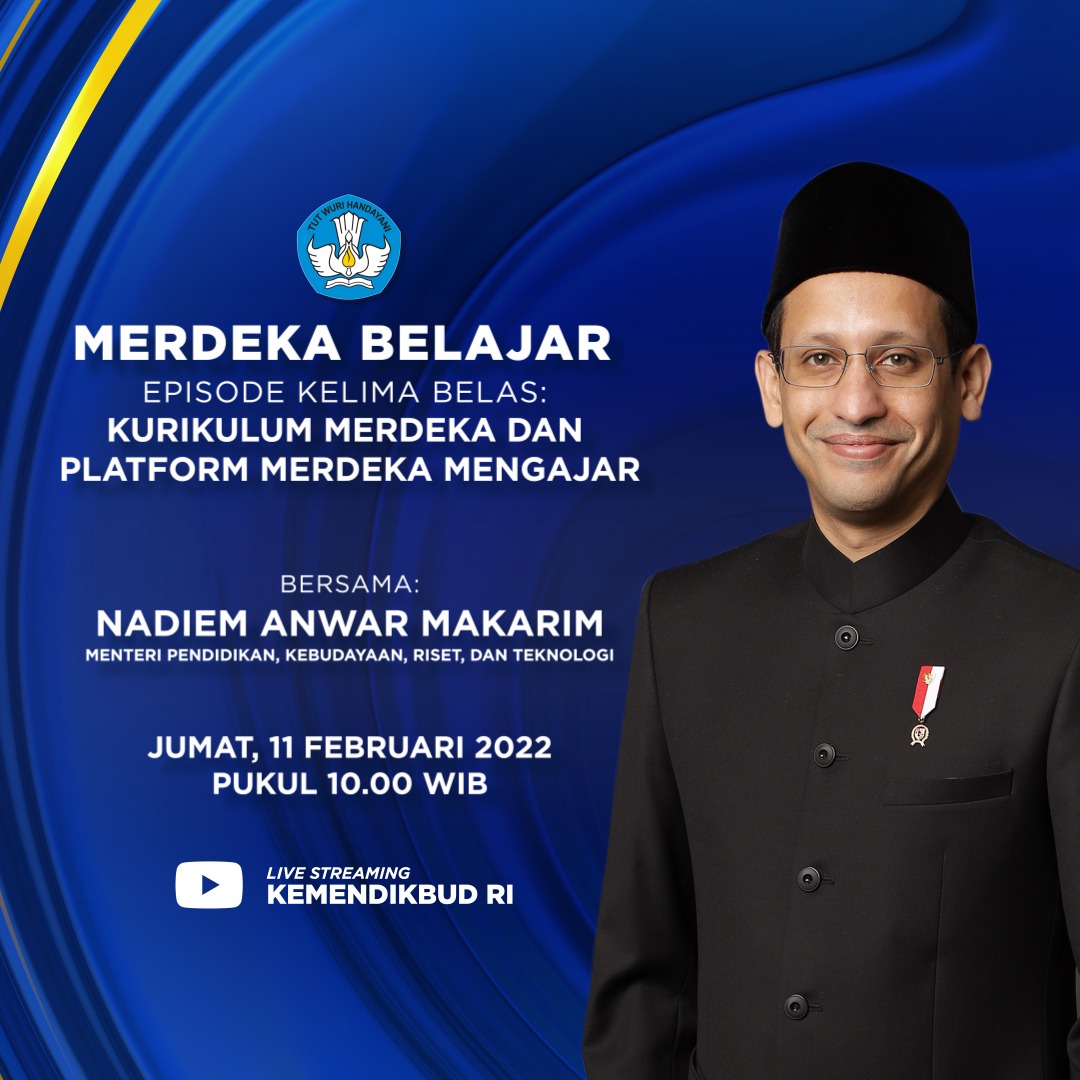 TUT WURI HANDAYANI
MERDEKA BELAJAR
EPISODE KELIMA BELAS:
KURIKULUM MERDEKA DAN
PLATFORM MERDEKA MENGAJAR
BERSAMA:
NADIEM ANWAR MAKARIM
MENTERI PENDIDIKAN, KEBUDAYAAN, RISET, DAN TEKNOLOGI
JUMAT, 11 FEBRUARI 2022
PUKUL 10.00 WIB
LIVE STREAMING
KEMENDIKBUD RI